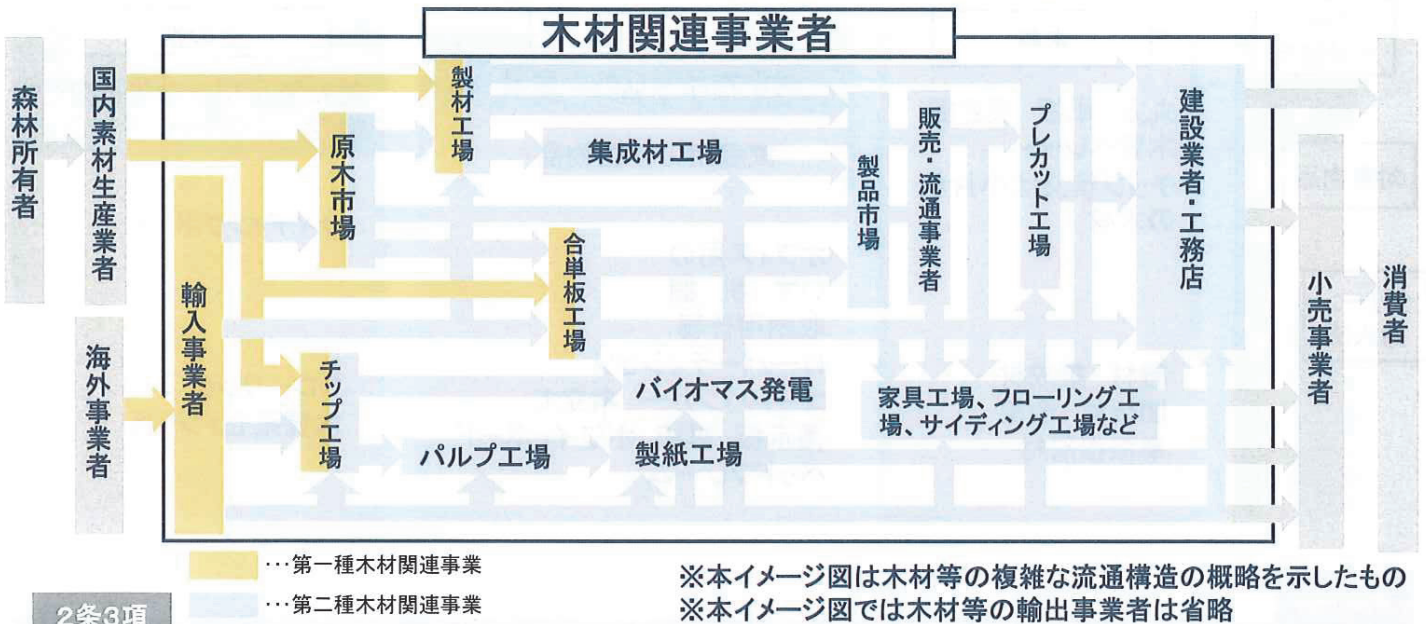 木材関連事業者
森林所有者
国内素材生産業者
海外事業者
輸入事業者
原木市場
製材工場
チップ工場
集成材工場
合単板工場
パルプ工場
バイオマス発電
製紙工場
製品市場
販売・流通事業者
プレカット工場
家具工場、フローリング工
場、サイディング工場など
建設業者・工務店
小売事業者
消費者
…第一種木材関連事業
…第二種木材関連事業
※本イメージ図は木材等の複雑な流通構造の概略を示したもの
※本イメージ図では木材等の輸出事業者は省略
2条3項